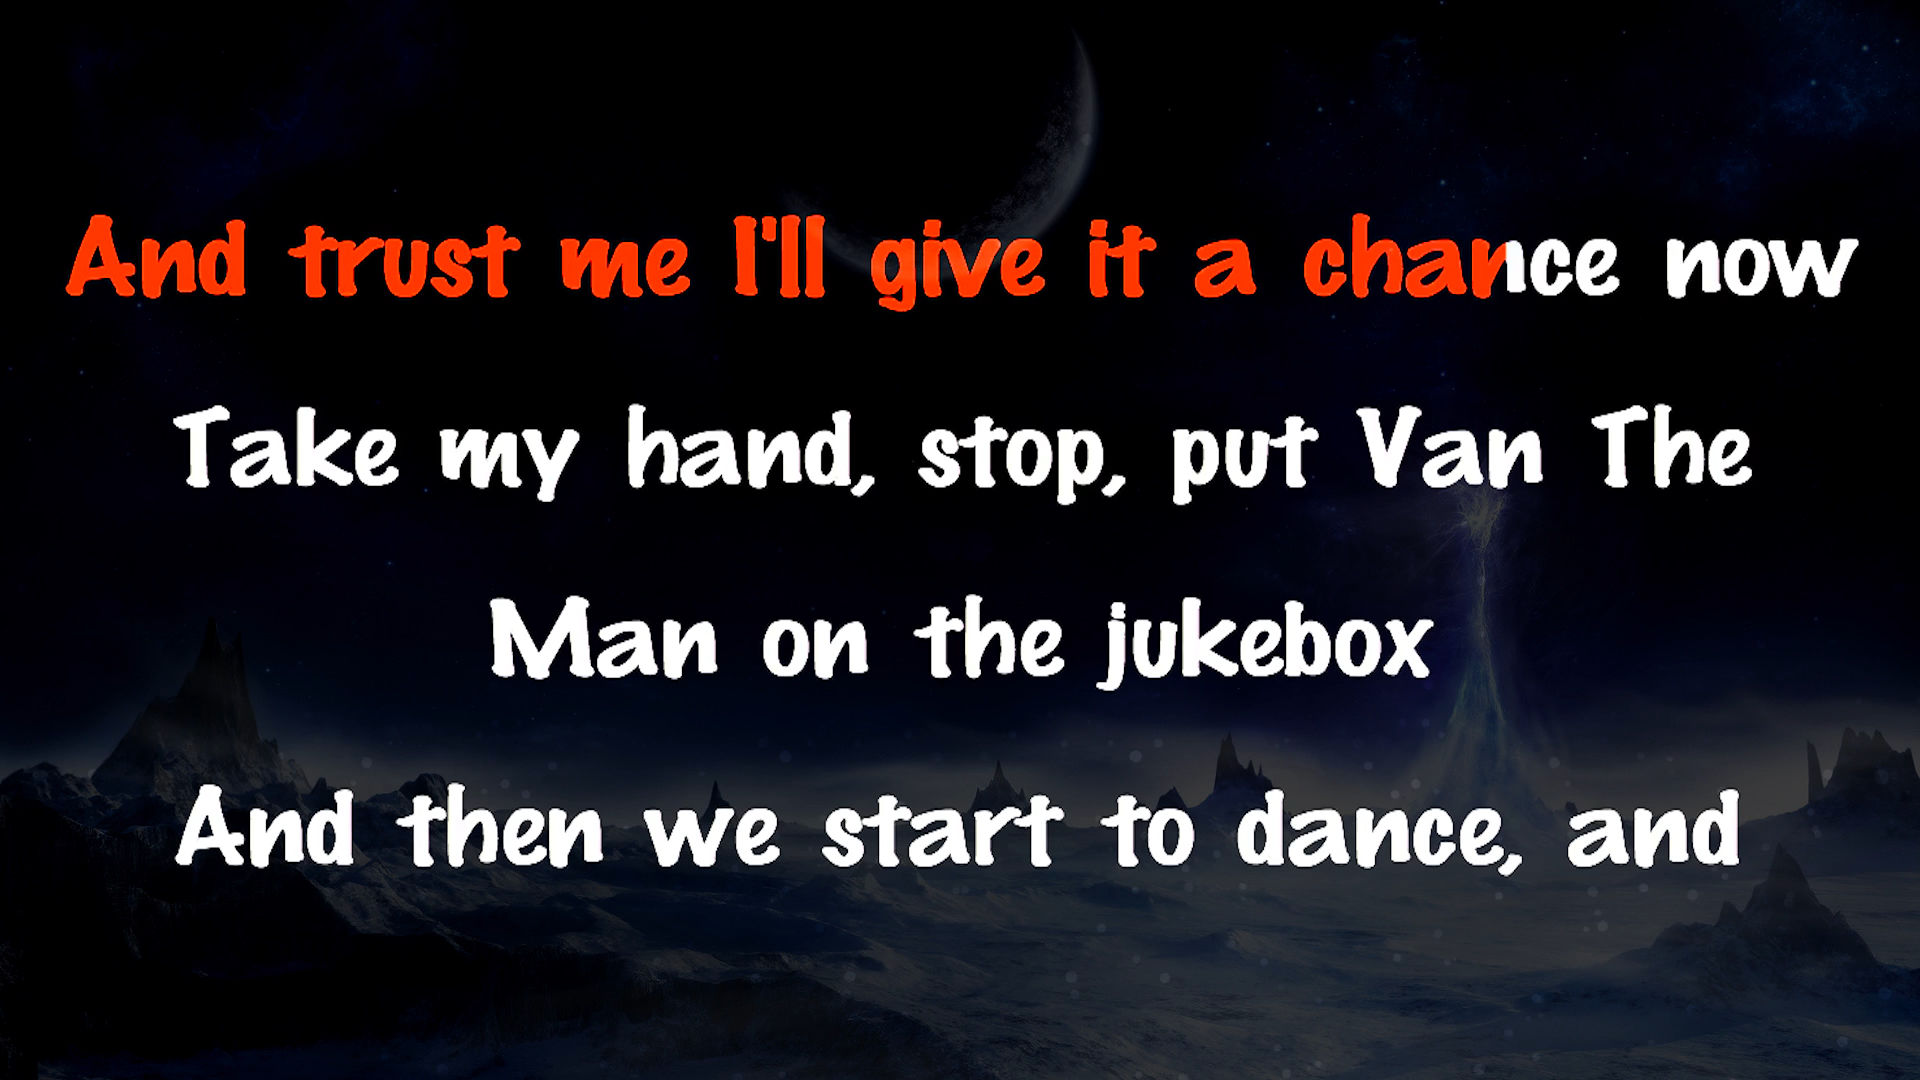 And trust me I'll give it a chance now
Take my hand, stop, put Van The
Man on the jukebox
And then we start to dance, and